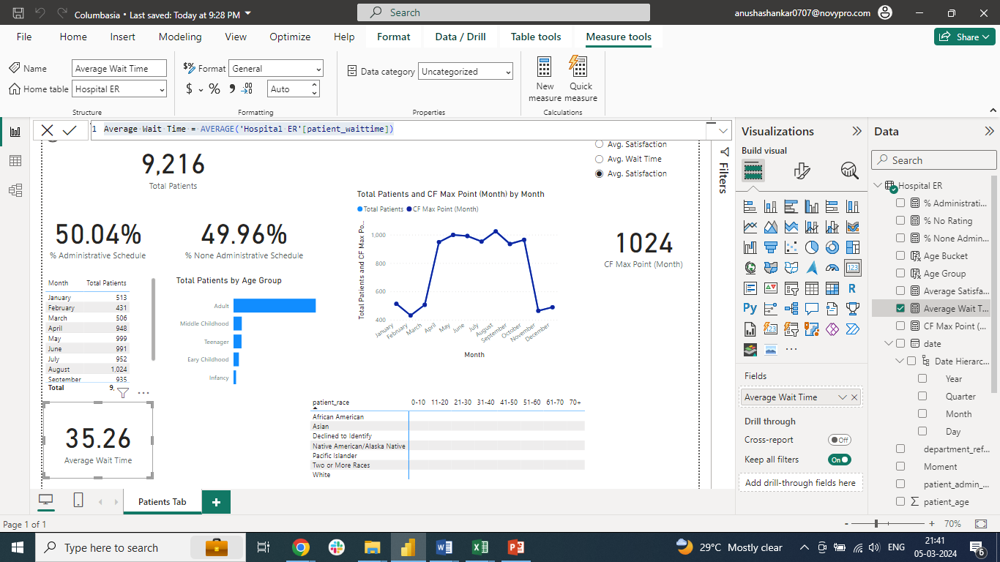 Columbasia • Last saved: Today at 9:28 PM
Search
anushashankar0707@novypro.com
File
Home
Insert
Modeling
View
Optimize
Help
Format
Data / Drill
Table tools
Measure tools
Share
Name
Average Wait Time
Home table
Hospital ER
Structure
Format
General
$
%
Auto
Formatting
Data category
Uncategorized
Properties
New measure
Quick measure
Calculations
1
Average Wait Time = AVERAGE('Hospital ER'[patient_waittime])
9,216
Total Patients
50.04%
% Administrative Schedule
49.96%
% None Administrative Schedule
Avg. Satisfaction
Avg. Wait Time
Avg. Satisfaction
Total Patients and CF Max Point (Month) by Month
Total Patients
CF Max Point (Month)
Total Patients and CF Max Po...
1,000
800
600
400
January
February
March
April
May
June
July
August
September
October
November
December
Month
1024
CF Max Point (Month)
Month Total Patients
January 513
February 431
March 506
April 948
May 999
June 991
July 952
August 1,024
September 935
Total 9,
Total Patients by Age Group
Adult
Middle Childhood
Teenager
Eary Childhood
Infancy
35.26
Average Wait Time
patient_race 0-10 11-20 21-30 31-40 41-50 51-60 61-70 70+
African American
Asian
Declined to Identify
Native American/Alaska Native
Pacific Islander
Two or More Races
White
Filters
Visualizations
Build visual
123
R
Py
123
Fields
Average Wait Time
Drill through
Cross-report
Off
Keep all filters
On
Add drill-through fields here
Data
Search
Hospital ER
% Administrati...
% No Rating
% None Admin...
Age Bucket
Age Group
Average Satisfa...
Average Wait T...
CF Max Point (...
date
Date Hierarc...
Year
Quarter
Month
Day
department_ref...
Moment
patient_admin_...
patient_age
Patients Tab
Page 1 of 1
70%
Type here to search
29°C Mostly clear
ENG
21:41
05-03-2024
6